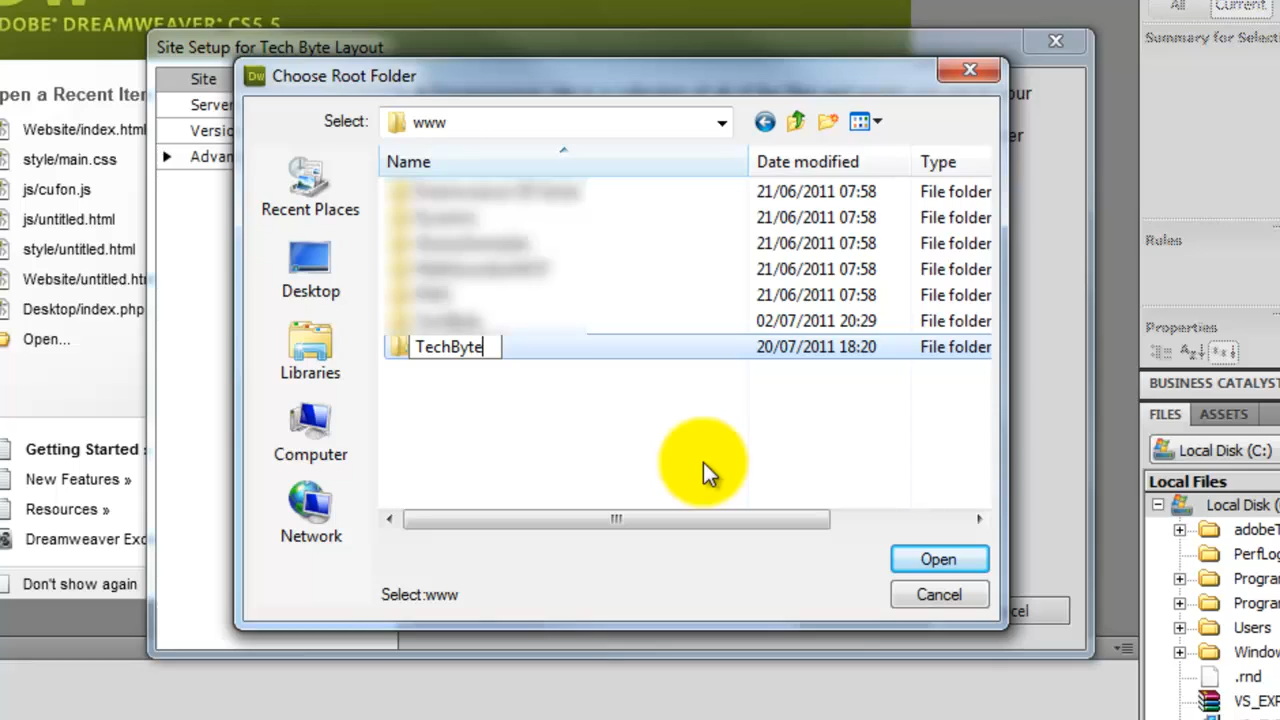 ADOBE® DREAMWEAVER® CS5.5
Site Setup for Tech Byte Layout
Site
Choose Root Folder
Select:
www
Name
Date modified
Type
21/06/2011 07:58
File folder
21/06/2011 07:58
File folder
21/06/2011 07:58
File folder
21/06/2011 07:58
File folder
21/06/2011 07:58
File folder
02/07/2011 20:29
File folder
TechByte
20/07/2011 18:20
File folder
Recent Places
Desktop
Libraries
Computer
Network
Select:www
Open
Cancel
pen a Recent Iter
Website/index.html
style/main.css
js/cufon.js
js/untitled.html
style/untitled.html
Website/untitled.htm
Desktop/index.php
Open...
Getting Started »
New Features »
Resources »
Dreamweaver Exc
Don't show again
Server
Versio
Advan
our
er
cel
All
Current
Summary for Select
Rules
Properties
BUSINESS CATALYST
FILES
ASSETS
Local Disk (C:)
Local Files
Local Disk (
adobeT
PerfLog
Progra
Progra
Users
Window
.rnd
VS_EXP